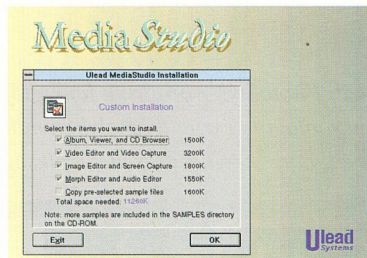 Media Studio
Ulead MediaStudio Installation
Custom Installation
Select the items you want to install.
Album, Viewer, and CD Browser 1500K
Video Editor and Video Capture 3200K
Image Editor and Screen Capture 1800K
Morph Editor and Audio Editor 1550K
Copy pre-selected sample files 1600K
Total space needed: 11260K
Note: more samples are included in the SAMPLES directory
on the CD-ROM.
Exit OK
Ulead
Systems